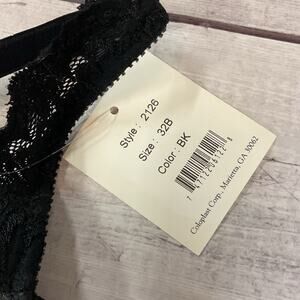 Style: 2126
Size: 32B
Color: BK
Coloplast Corp., Marietta, GA 30062